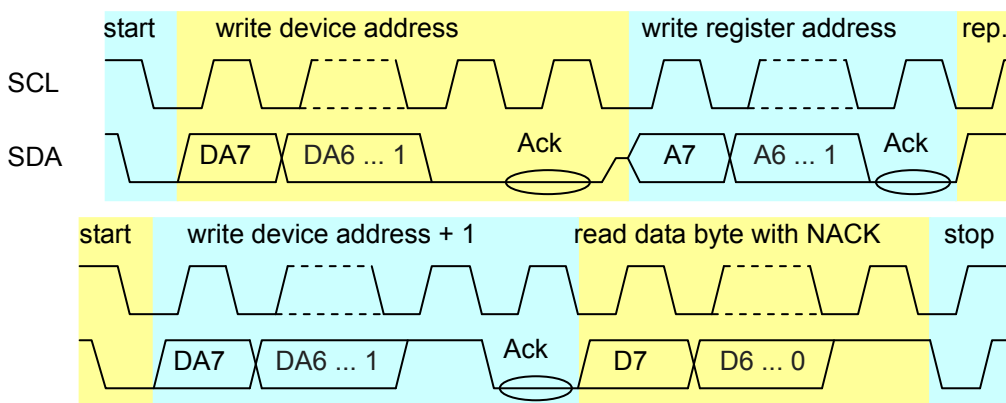 start write device address write register address rep.
SCL
SDA DA7 DA6 ... 1 Ack A7 A6 ... 1 Ack
start write device address + 1 read data byte with NACK stop
DA7 DA6 ... 1 Ack D7 D6 ... 0